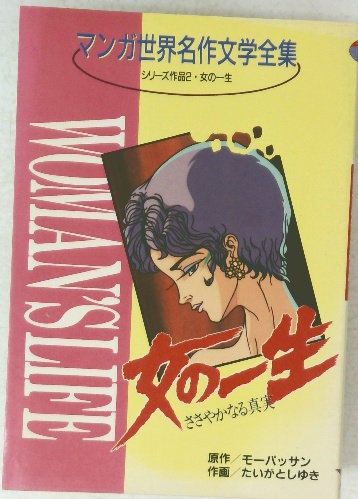 マンガ世界名作文学全集
シリーズ作品2・女の一生
WOMAN'S LIFE
女の一生
ささやかなる真実
原作／モーパッサン
作画／たいがとしゆき